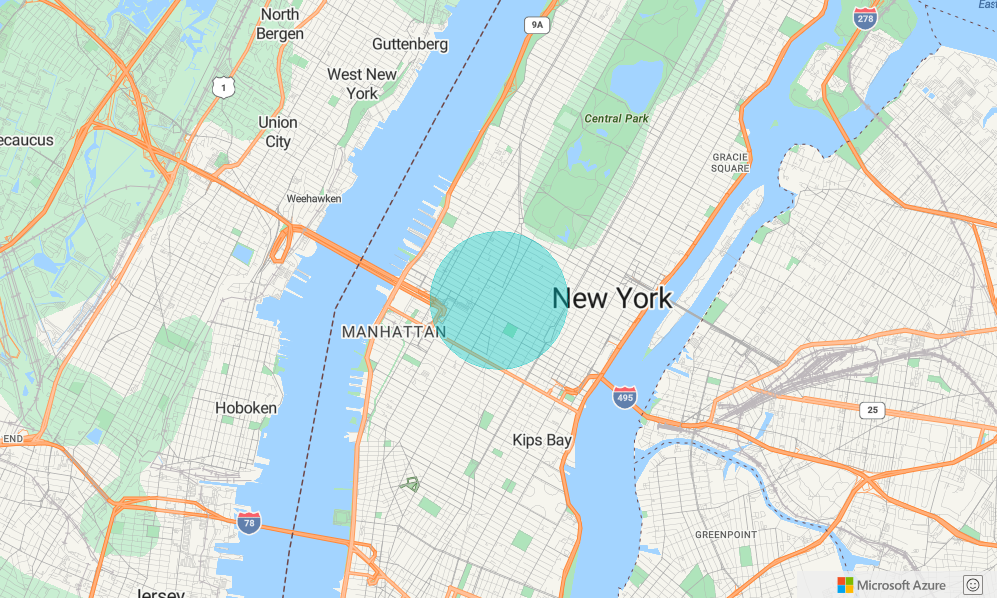 North
Bergen
9A
278
East
Guttenberg
West New
York
1
Central Park
Union
City
ecaucus
GRACIE
SQUARE
Weehawken
New York
MANHATTAN
495
Hoboken
25
END
Kips Bay
78
GREENPOINT
Microsoft Azure
Jersey